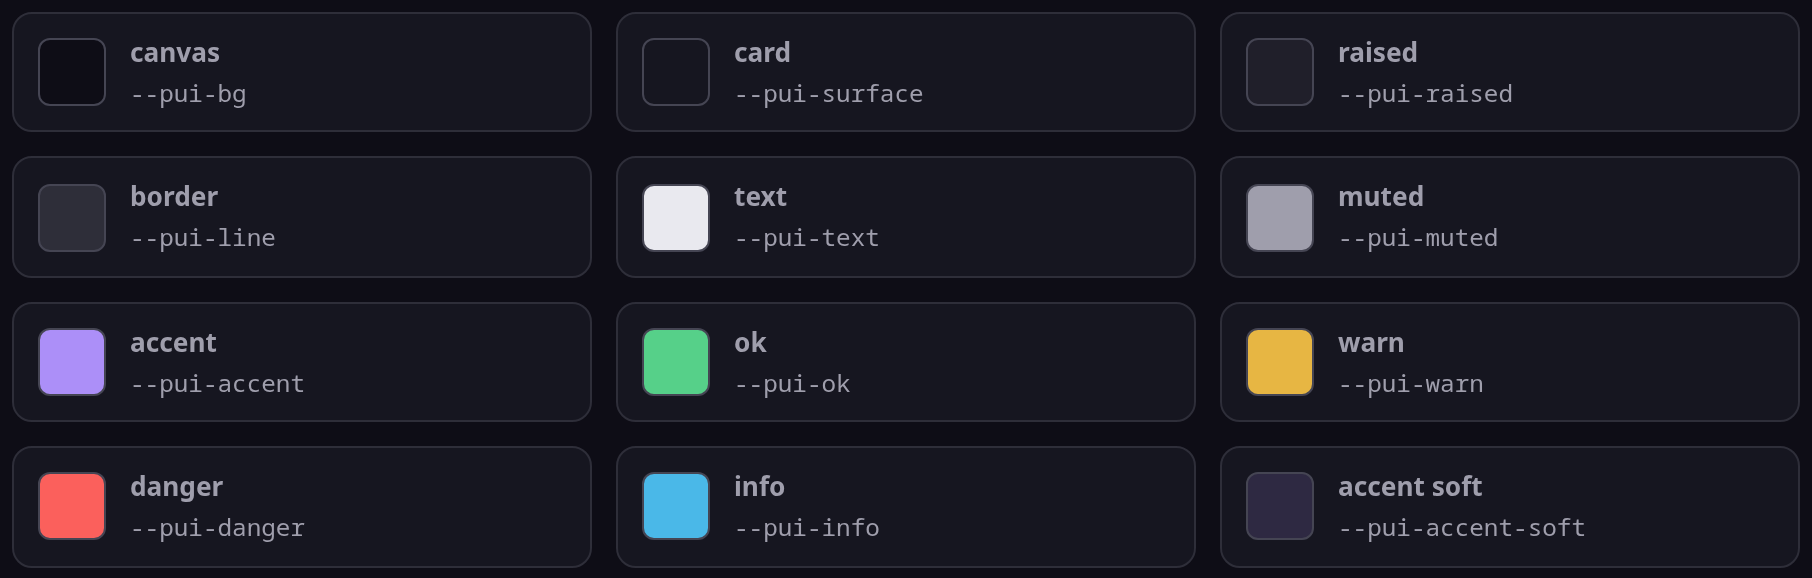 canvas
--pui-bg
card
--pui-surface
raised
--pui-raised
border
--pui-line
text
--pui-text
muted
--pui-muted
accent
--pui-accent
ok
--pui-ok
warn
--pui-warn
danger
--pui-danger
info
--pui-info
accent soft
--pui-accent-soft